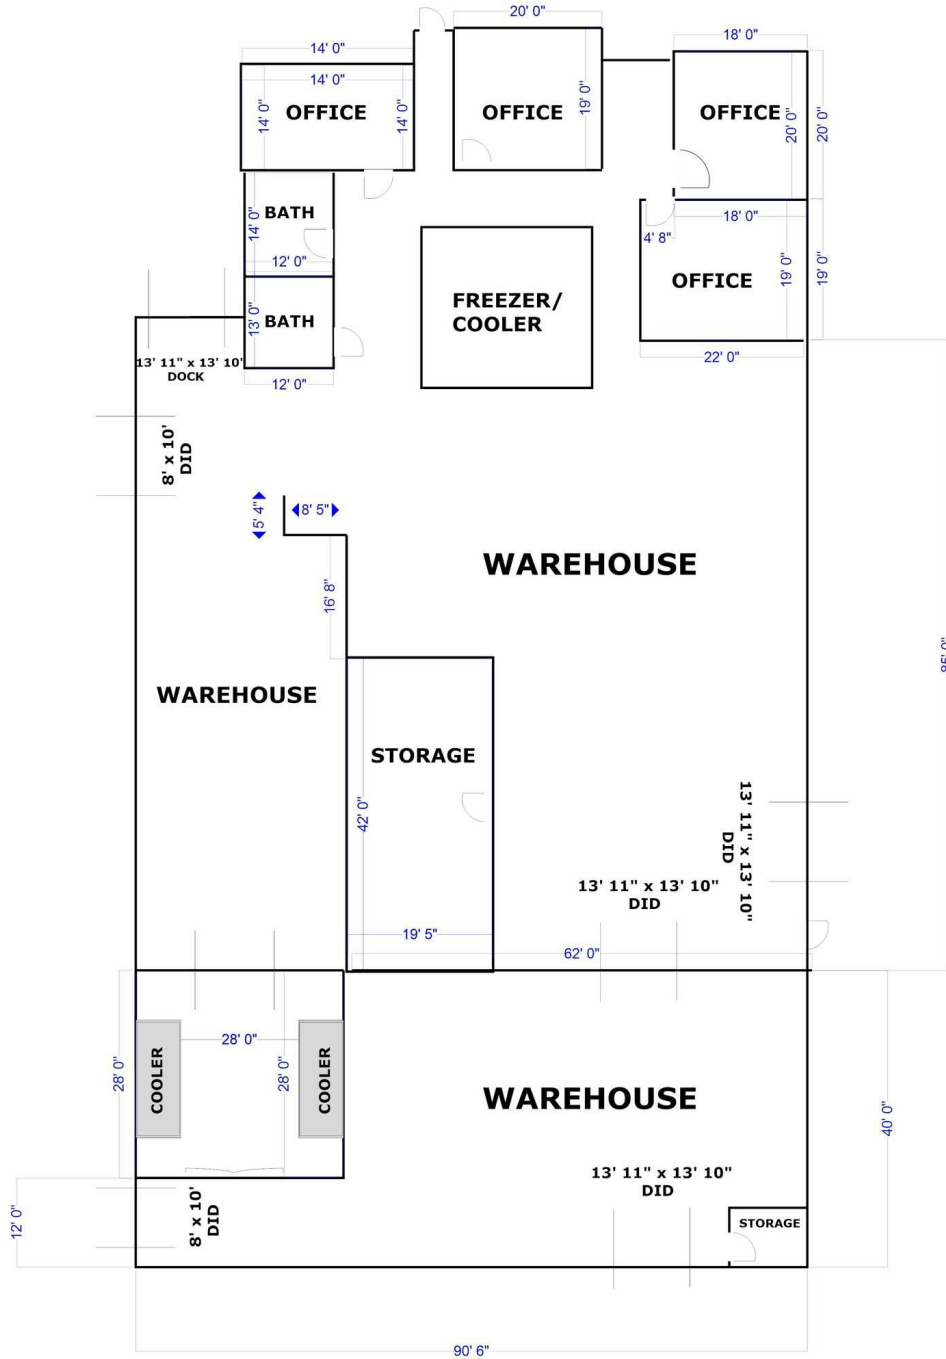 20' 0"
18' 0"
14' 0"
14' 0"
OFFICE
14' 0"
14' 0"
OFFICE
19' 0"
OFFICE
20' 0"
20' 0"
BATH
14' 0"
12' 0"
18' 0"
4' 8"
OFFICE
19' 0"
19' 0"
FREEZER/
COOLER
BATH
13' 0"
22' 0"
13' 11" x 13' 10'
DOCK
12' 0"
8' x 10'
DID
5' 4"
8' 5"
WAREHOUSE
16' 8"
85' 0"
WAREHOUSE
STORAGE
42' 0"
13' 11" x 13' 10"
DID
13' 11" x 13' 10"
DID
19' 5"
62' 0"
28' 0"
28' 0"
28' 0"
COOLER
COOLER
WAREHOUSE
40' 0"
13' 11" x 13' 10"
DID
12' 0"
8' x 10'
DID
STORAGE
90' 6"